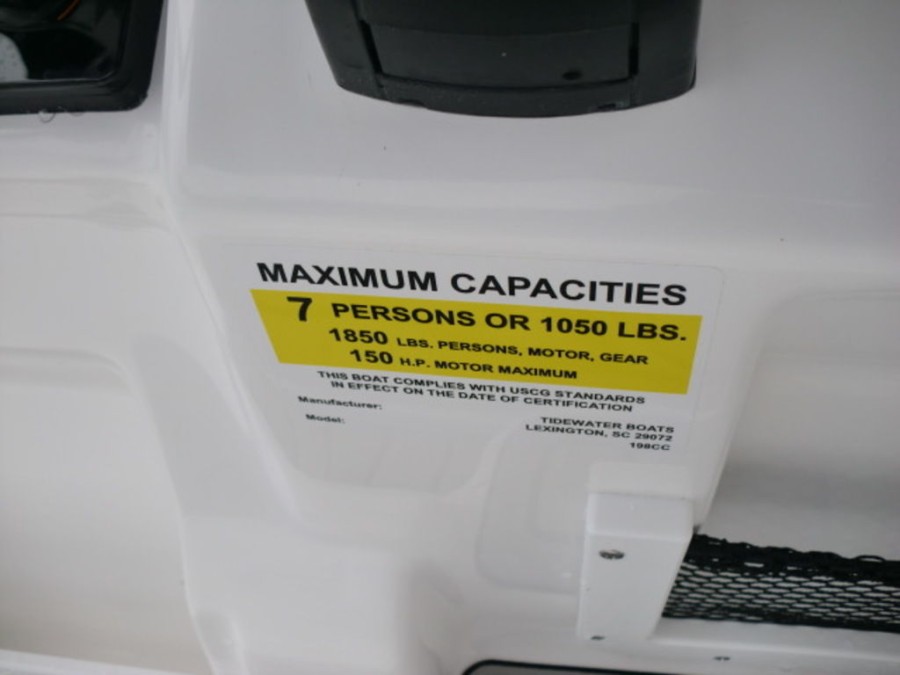 MAXIMUM CAPACITIES
7 PERSONS OR 1050 LBS.
1850 LBS. PERSONS, MOTOR, GEAR
150 H.P. MOTOR MAXIMUM
THIS BOAT COMPLIES WITH USCG STANDARDS
IN EFFECT ON THE DATE OF CERTIFICATION
Manufacturer: TIDEWATER BOATS
LEXINGTON, SC 29072
Model: 198CC